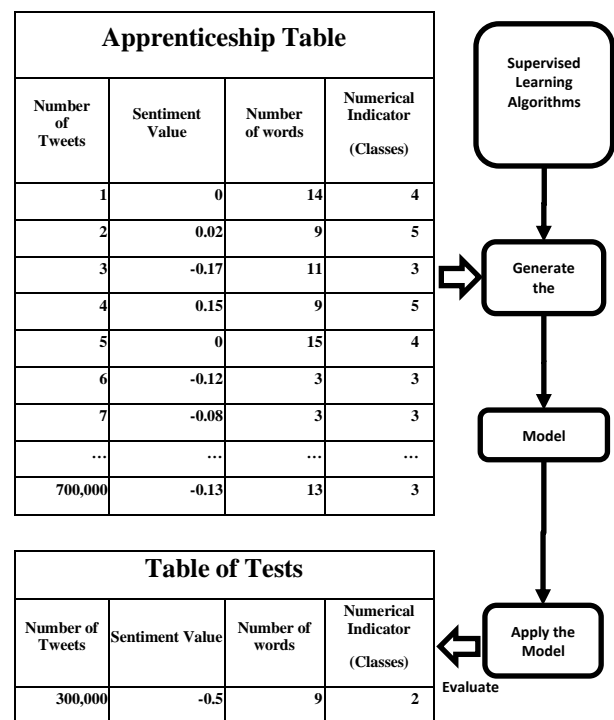 Apprenticeship Table
Number of Tweets Sentiment Value Number of words Numerical Indicator (Classes)
1 0 14 4
2 0.02 9 5
3 -0.17 11 3
4 0.15 9 5
5 0 15 4
6 -0.12 3 3
7 -0.08 3 3
… … … …
700,000 -0.13 13 3
Table of Tests
Number of Tweets Sentiment Value Number of words Numerical Indicator (Classes)
300,000 -0.5 9 2
Supervised
Learning
Algorithms
Generate
the
Model
Apply the
Model
Evaluate